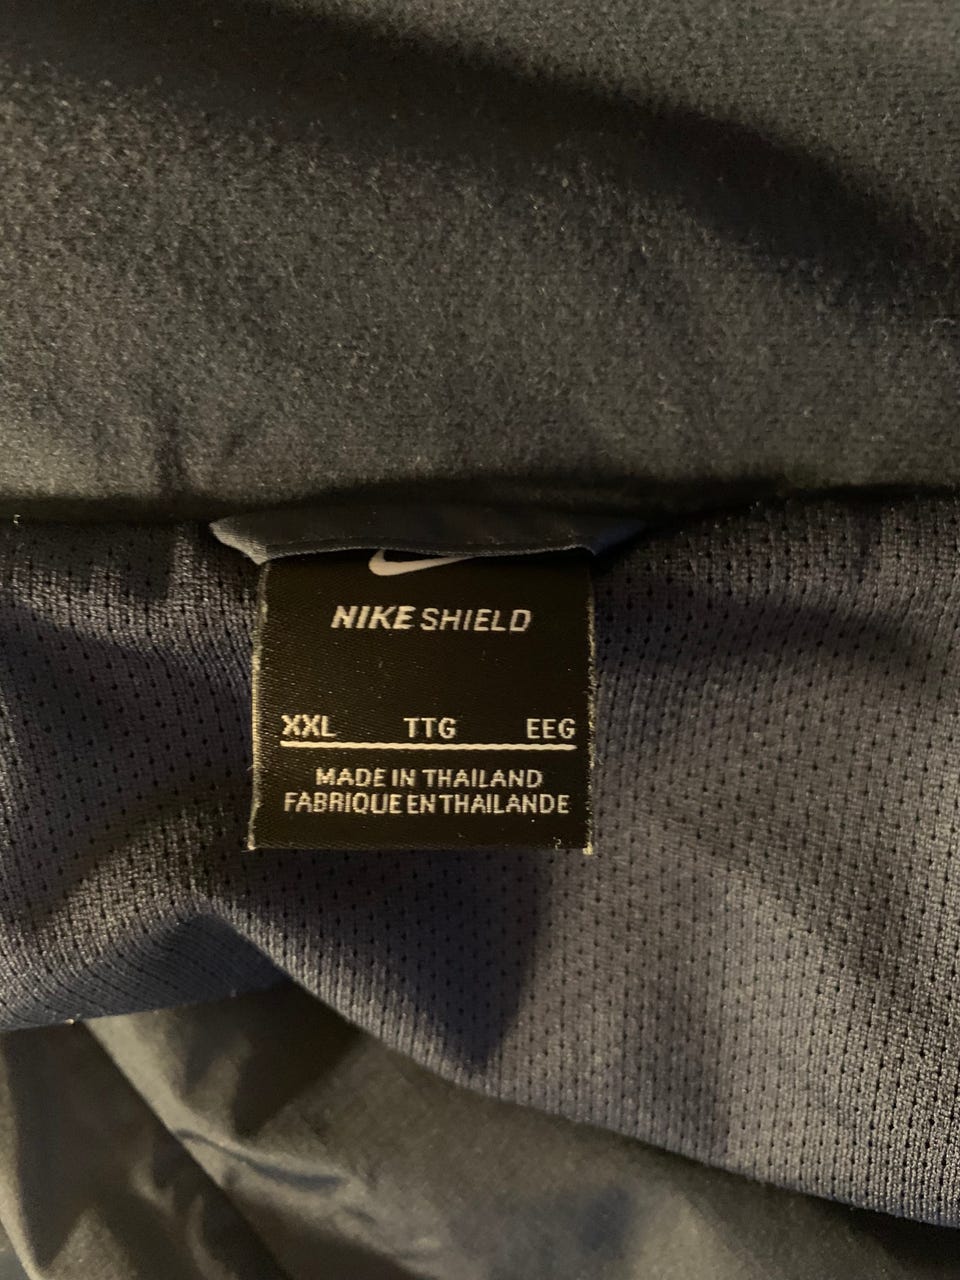 NIKE SHIELD
XXL TTG EEG
MADE IN THAILAND
FABRIQUE EN THAILANDE